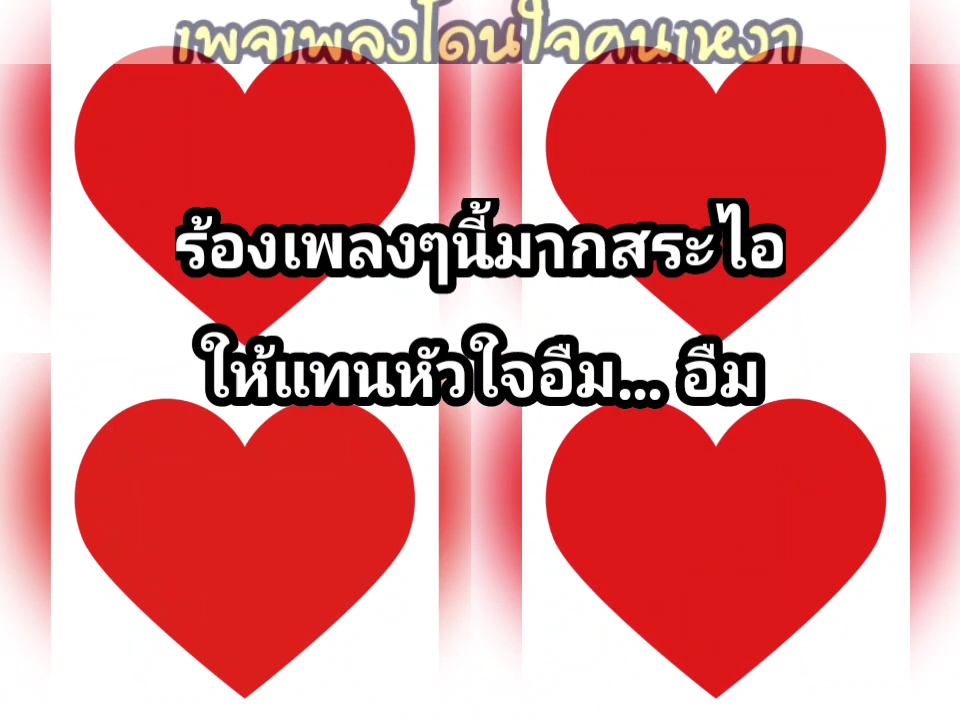 เพจเพลงโดนใจคนเหงา
ร้องเพลงๆนี้มากสระไอ
ให้แทนหัวใจอืม... อืม